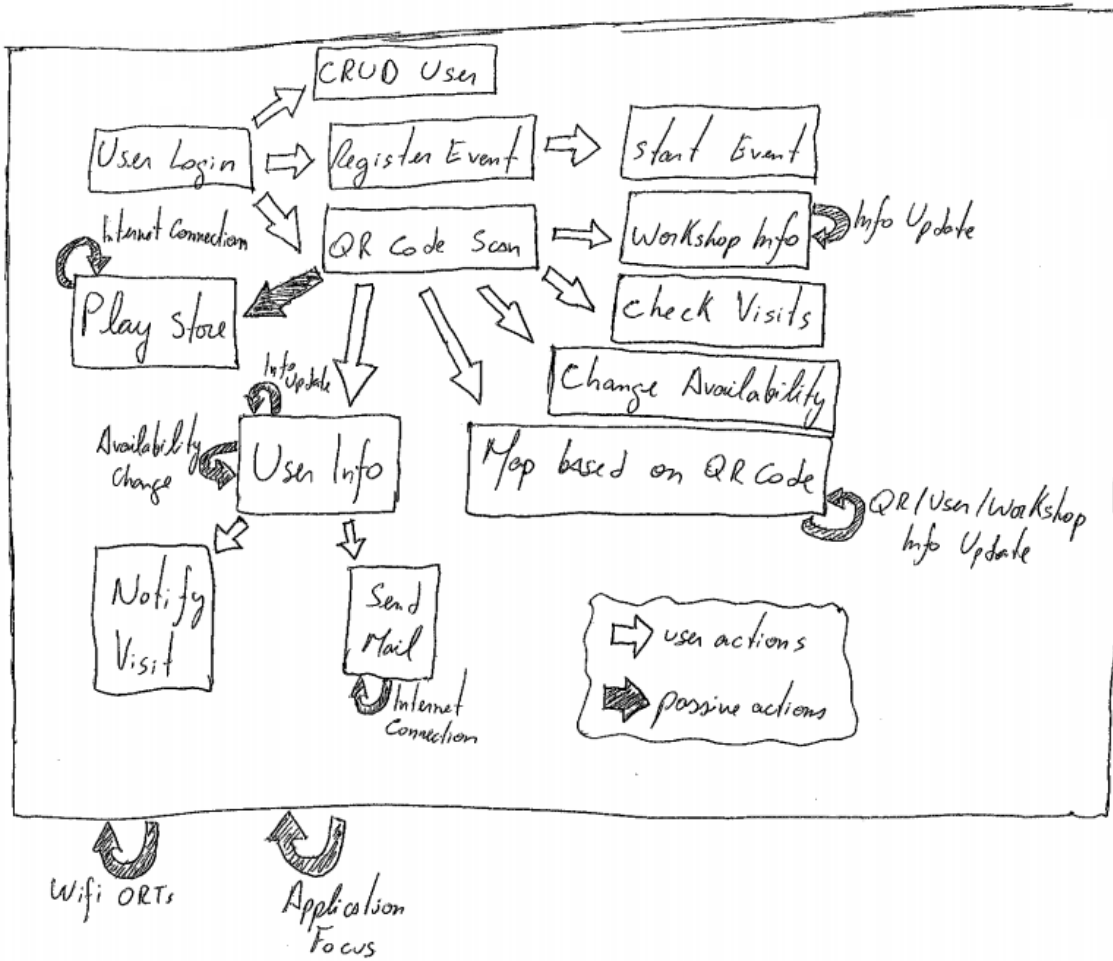 CRUD User
User Login
Register Event
Start Event
Internet Connection
QR Code Scan
Workshop Info
Info Update
Play Store
Check Visits
Info
Update
Change Availability
Availability
Change
User Info
Map based on QR Code
QR/User/Workshop
Info Update
Notify
Visit
Send
Mail
Internet
Connection
user actions
passive actions
Wifi ORTs
Application
Focus